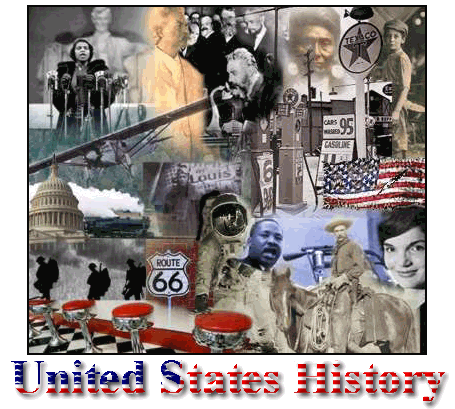 TEXACO
CARS
WASHED 95
GASOLINE
Louis
ROUTE
66
United States History